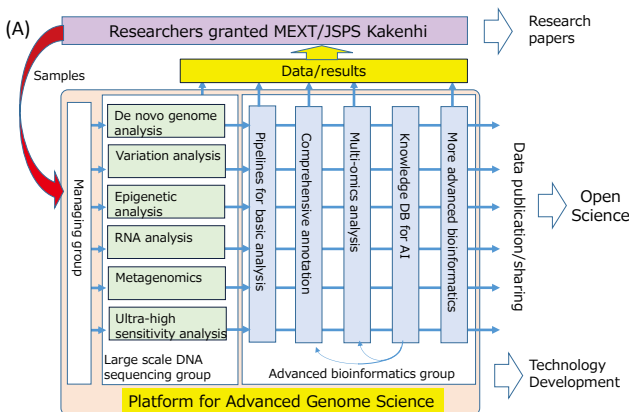 (A)
Researchers granted MEXT/JSPS Kakenhi
Research
papers
Samples
Data/results
Managing group
De novo genome
analysis
Variation analysis
Epigenetic
analysis
RNA analysis
Metagenomics
Ultra-high
sensitivity analysis
Large scale DNA
sequencing group
Pipelines for basic analysis
Comprehensive annotation
Multi-omics analysis
Knowledge DB for AI
More advanced bioinformatics
Advanced bioinformatics group
Data publication/sharing
Open
Science
Technology
Development
Platform for Advanced Genome Science